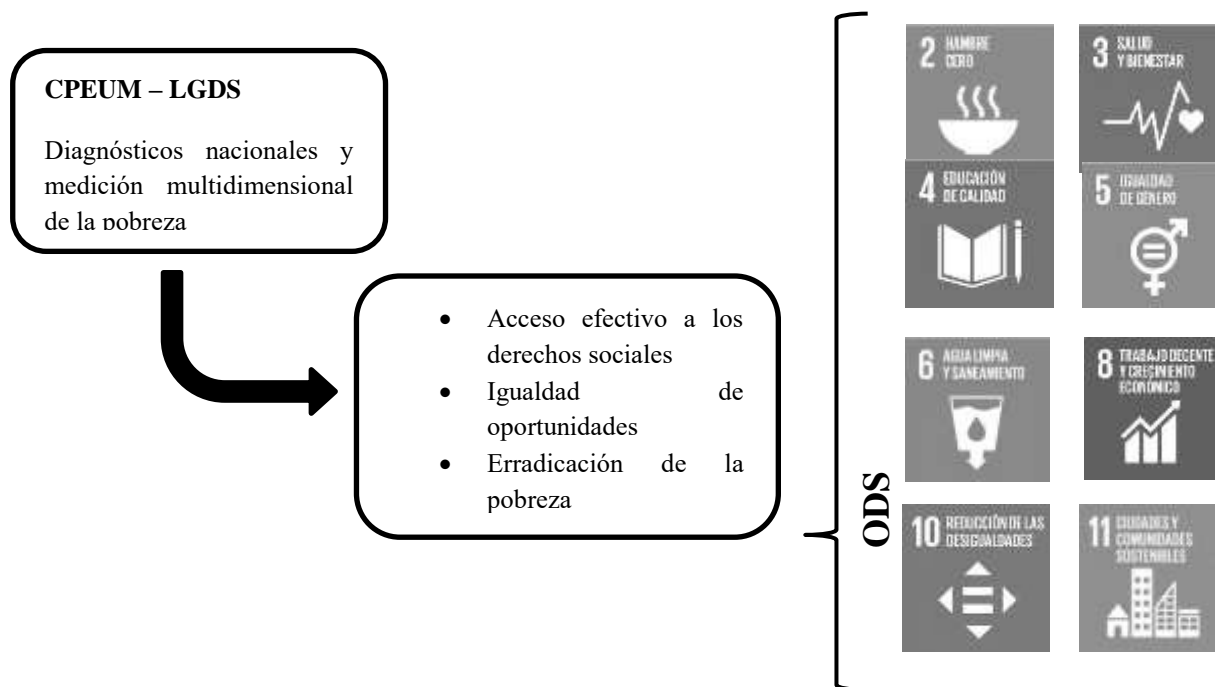 CPEUM – LGDS
Diagnósticos nacionales y
medición multidimensional
de la pobreza
• Acceso efectivo a los
derechos sociales
• Igualdad de
oportunidades
• Erradicación de la
pobreza
ODS
2 HAMBRE
CERO
3 SALUD
Y BIENESTAR
4 EDUCACIÓN
DE CALIDAD
5 IGUALDAD
DE GÉNERO
6 AGUA LIMPIA
Y SANEAMIENTO
8 TRABAJO DECENTE
Y CRECIMIENTO
ECONÓMICO
10 REDUCCIÓN DE LAS
DESIGUALDADES
11 CIUDADES Y
COMUNIDADES
SOSTENIBLES